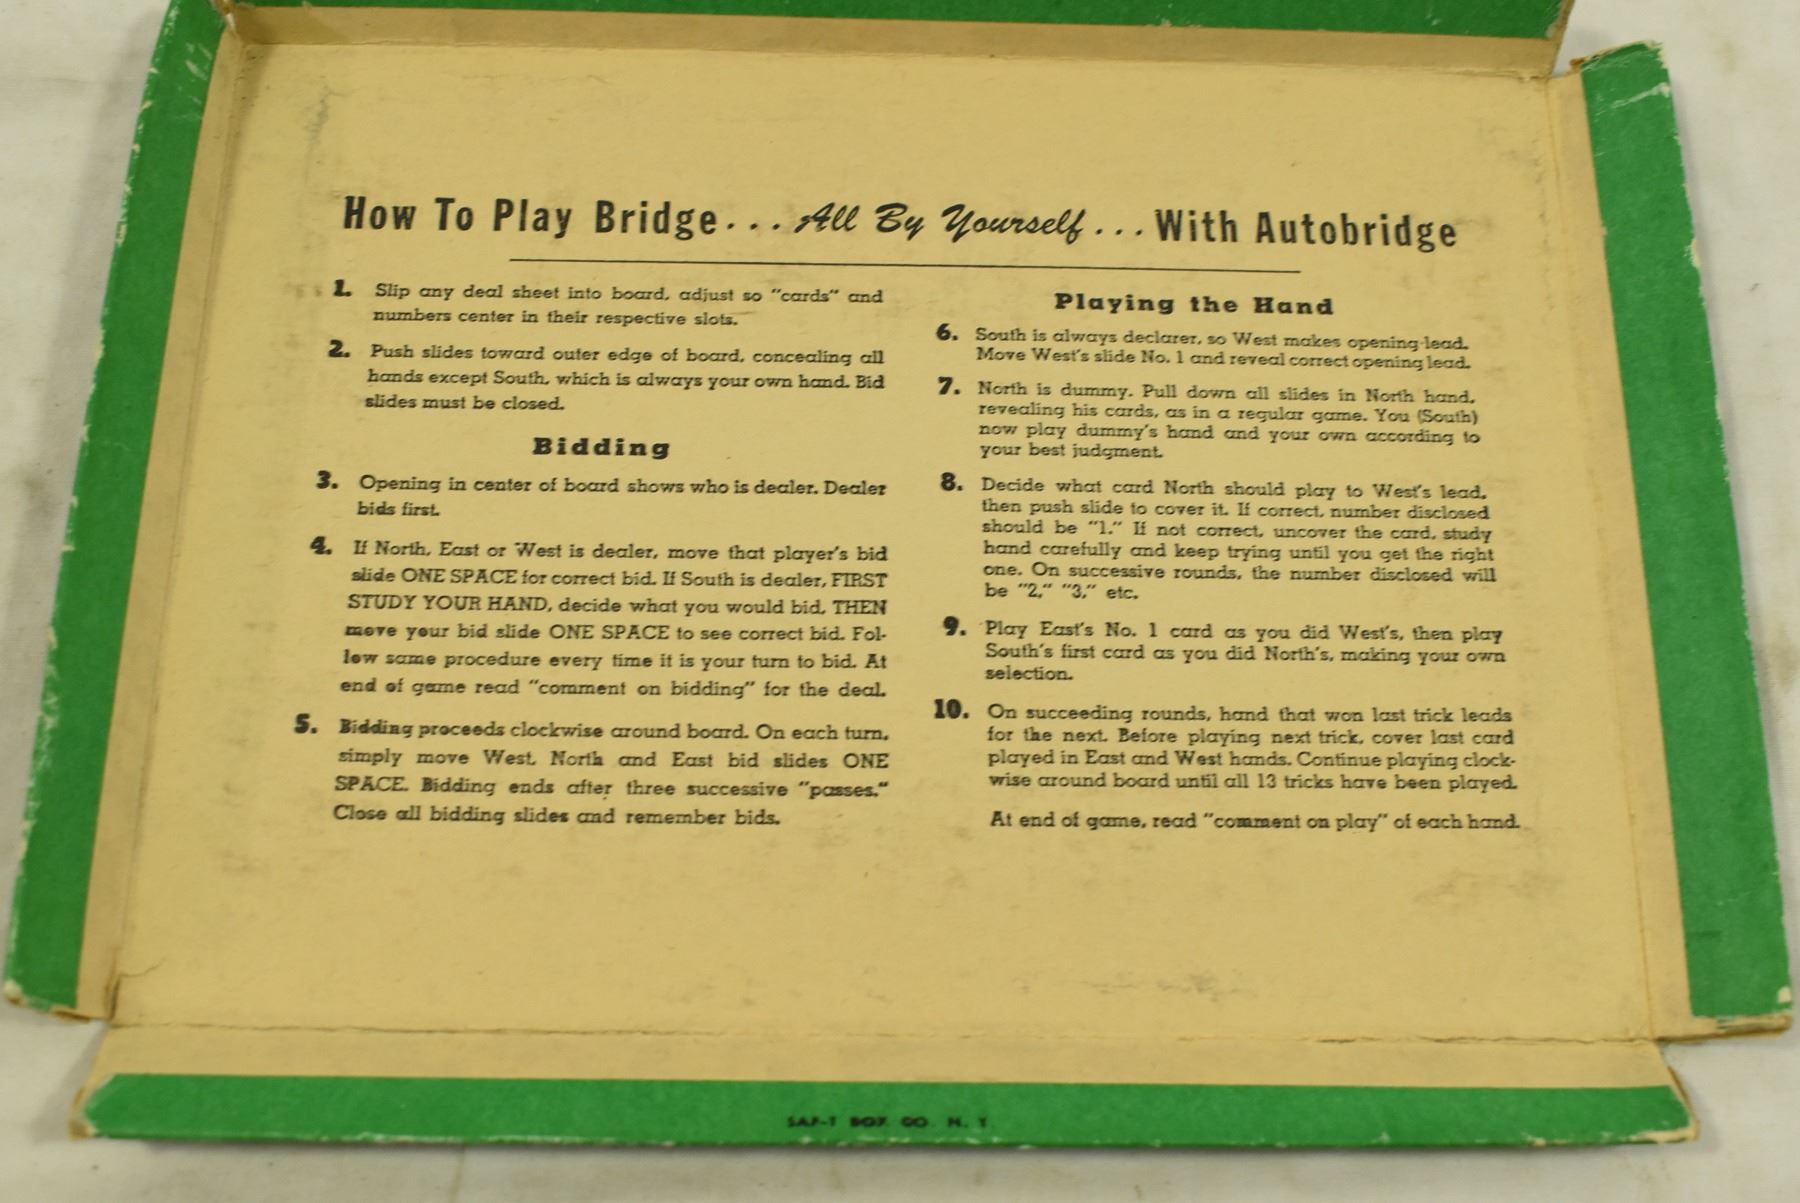 How To Play Bridge... All By Yourself... With Autobridge
1. Slip any deal sheet into board, adjust so "cards" and
numbers center in their respective slots.
2. Push slides toward outer edge of board, concealing all
hands except South, which is always your own hand. Bid
slides must be closed.
Bidding
3. Opening in center of board shows who is dealer. Dealer
bids first.
4. If North, East or West is dealer, move that player's bid
slide ONE SPACE for correct bid. If South is dealer, FIRST
STUDY YOUR HAND, decide what you would bid, THEN
move your bid slide ONE SPACE to see correct bid. Fol-
low same procedure every time it is your turn to bid. At
end of game read "comment on bidding" for the deal.
5. Bidding proceeds clockwise around board. On each turn,
simply move West, North and East bid slides ONE
SPACE. Bidding ends after three successive "passes."
Close all bidding slides and remember bids.
Playing the Hand
6. South is always declarer, so West makes opening lead.
Move West's slide No. 1 and reveal correct opening lead.
7. North is dummy. Pull down all slides in North hand,
revealing his cards, as in a regular game. You (South)
now play dummy's hand and your own according to
your best judgment.
8. Decide what card North should play to West's lead,
then push slide to cover it. If correct, number disclosed
should be "1." If not correct, uncover the card, study
hand carefully and keep trying until you get the right
one. On successive rounds, the number disclosed will
be "2," "3," etc.
9. Play East's No. 1 card as you did West's, then play
South's first card as you did North's, making your own
selection.
10. On succeeding rounds, hand that won last trick leads
for the next. Before playing next trick, cover last card
played in East and West hands. Continue playing clock-
wise around board until all 13 tricks have been played.
At end of game, read "comment on play" of each hand.
SAF-T BOX CO. N. Y.